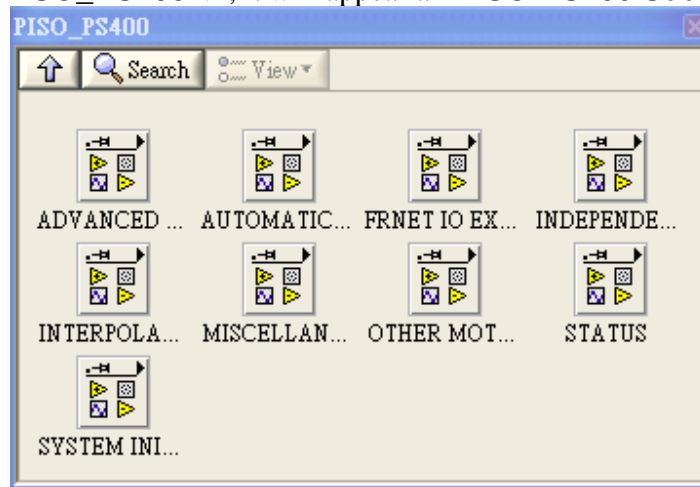 PISO_PS400
Search View
ADVANCED ... AUTOMATIC... FRNET IO EX... INDEPENDE...
INTERPOLA... MISCELLAN... OTHER MOT... STATUS
SYSTEM INI...